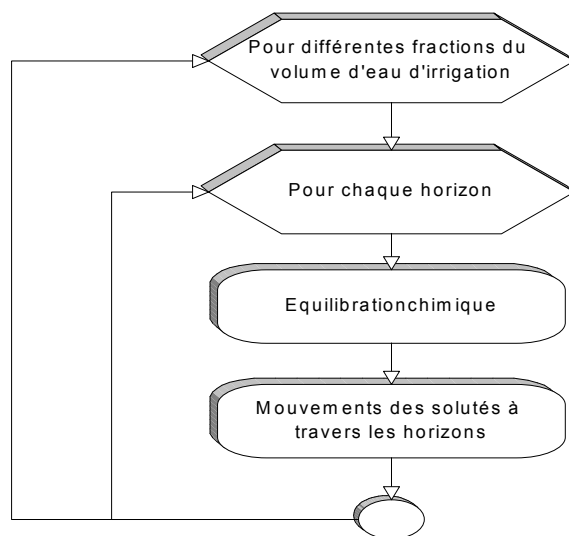 Pour différentes fractions du
volume d'eau d'irrigation
Pour chaque horizon
Equilibrationchimique
Mouvements des solutés à
travers les horizons